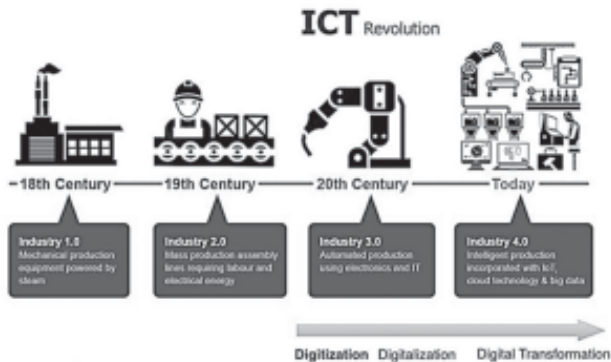 ICT Revolution
18th Century
19th Century
20th Century
Today
Industry 1.0
Mechanical production
equipment powered by
steam
Industry 2.0
Mass production assembly
lines requiring labour and
electrical energy
Industry 3.0
Automated production
using electronics and IT
Industry 4.0
Intelligent production
incorporated with IoT,
cloud technology & big data
Digitization Digitalization Digital Transformation